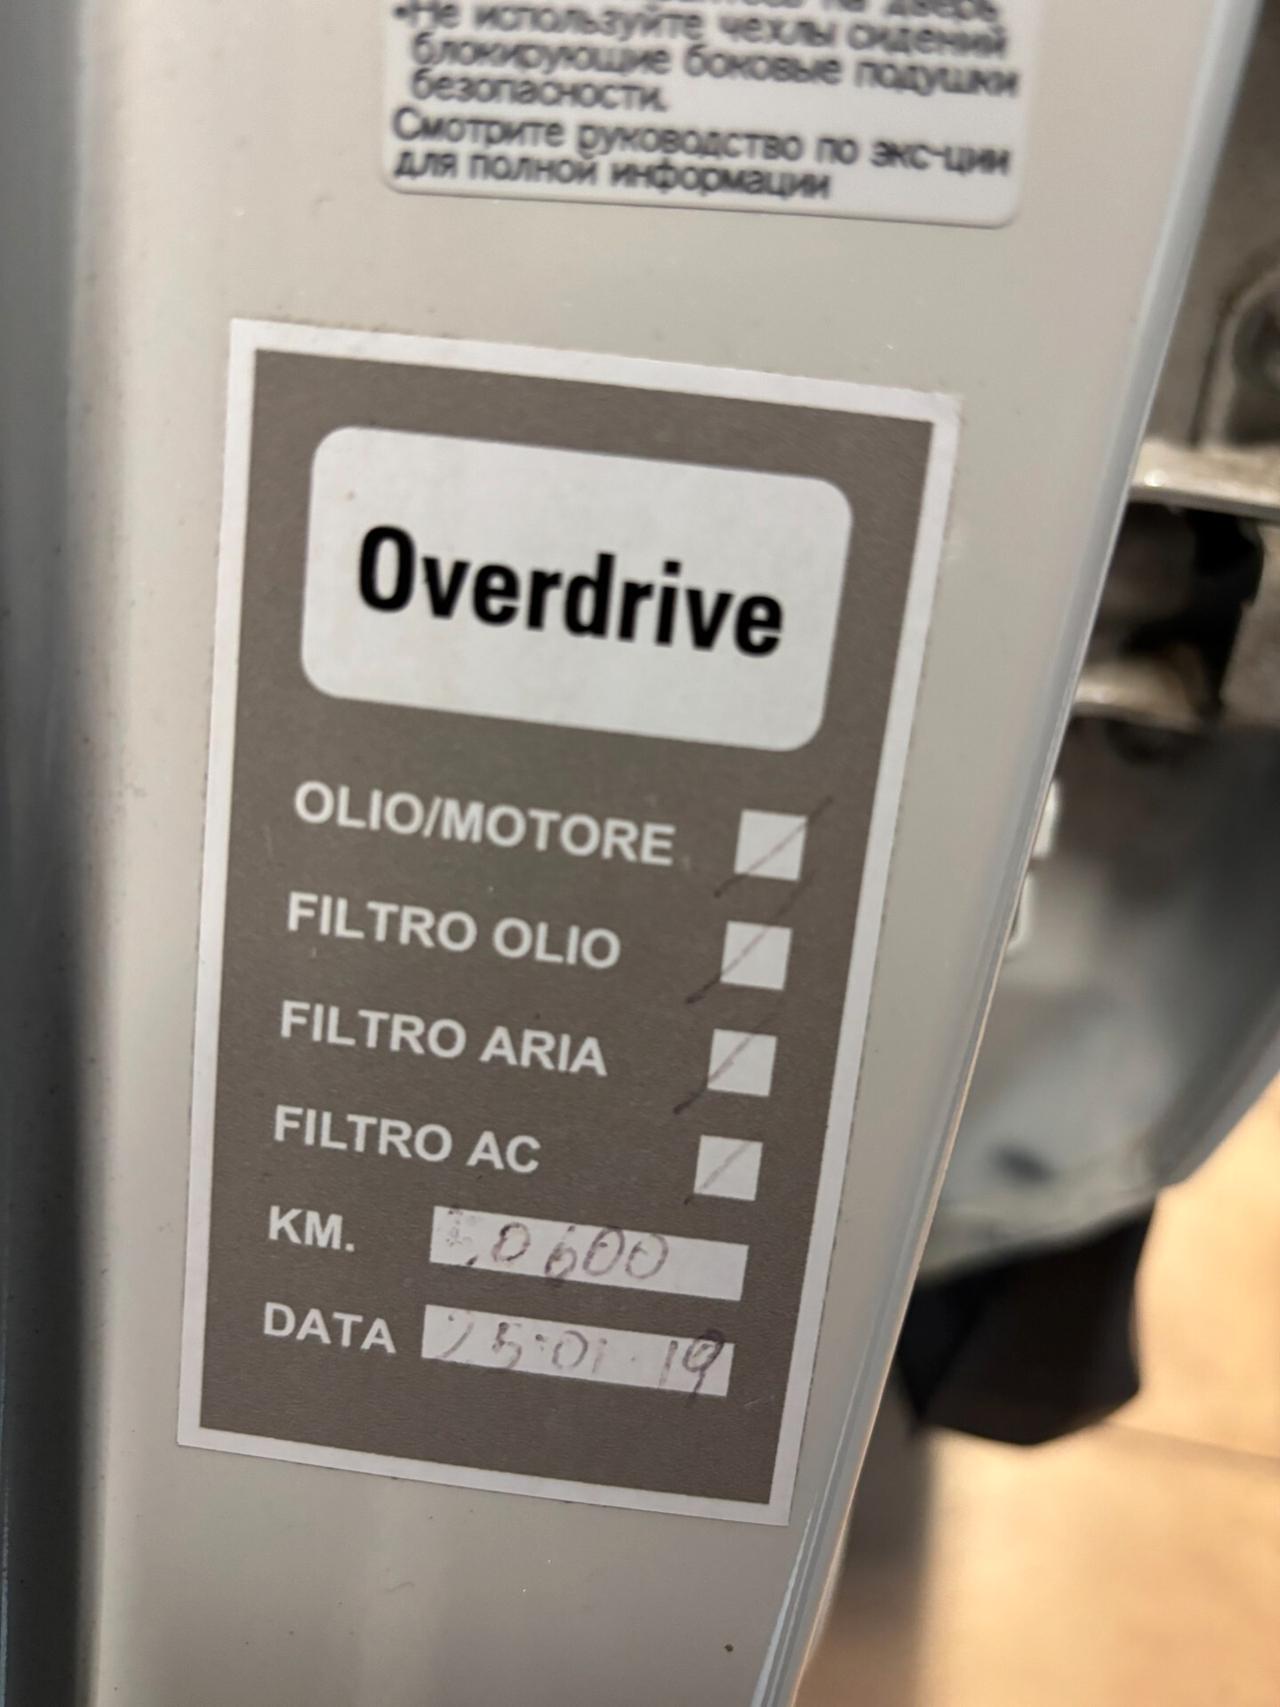 •Не используйте чехлы сидений
блокирующие боковые подушки
безопасности.
Смотрите руководство по экс-ции
для полной информации
Overdrive
OLIO/MOTORE
FILTRO OLIO
FILTRO ARIA
FILTRO AC
KM.
DATA 25.01.19